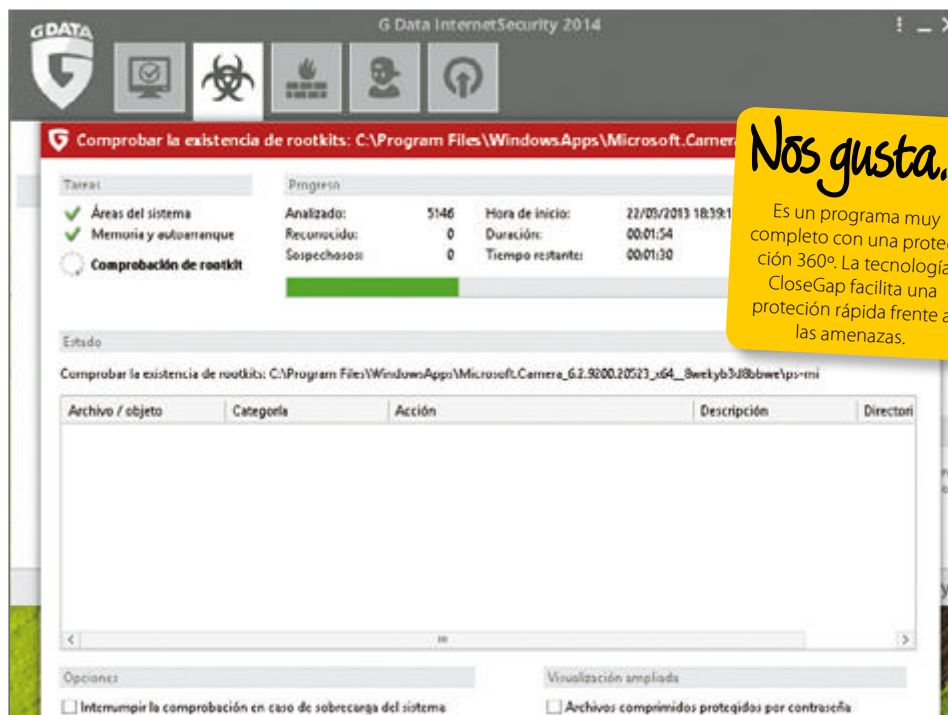 G DATA
G Data InternetSecurity 2014
Comprobar la existencia de rootkits: C:\Program Files\WindowsApps\Microsoft.Camer
Nos gusta.
Es un programa muy
completo con una protec
ción 360º. La tecnología
CloseGap facilita una
proteción rápida frente a
las amenazas.
Tareas
Áreas del sistema
Memoria y autoarranque
Comprobación de rootkit
Progreso
Analizado: 5146
Reconocido: 0
Sospechosos: 0
Hora de inicio: 22/03/2013 18:39:1
Duración: 00:01:54
Tiempo restante: 00:01:30
Estado
Comprobar la existencia de rootkits: C:\Program Files\WindowsApps\Microsoft.Camera_6.2.9200.20523_x64__8wekyb3d8bbwe\ps-mi
Archivo / objeto Categoría Acción Descripción Directori
Opciones
Interrumpir la comprobación en caso de sobrecarga del sistema
Visualización ampliada
Archivos comprimidos protegidos por contraseña